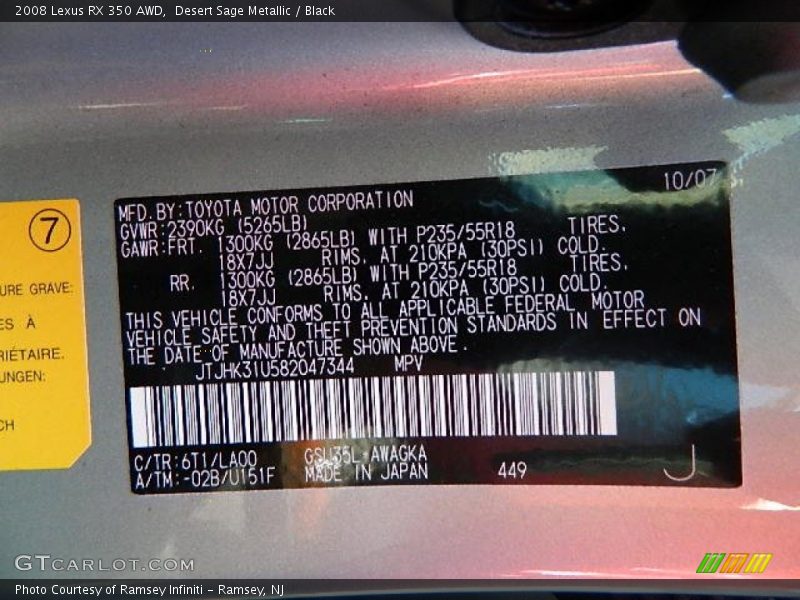 2008 Lexus RX 350 AWD,  Desert Sage Metallic / Black
10/07
MFD.BY:TOYOTA MOTOR CORPORATION
GVWR:2390KG (5265LB)
GAWR:FRT. 1300KG (2865LB) WITH P235/55R18 TIRES,
18X7JJ RIMS, AT 210KPA (30PSI) COLD.
RR. 1300KG (2865LB) WITH P235/55R18 TIRES,
18X7JJ RIMS, AT 210KPA (30PSI) COLD.
THIS VEHICLE CONFORMS TO ALL APPLICABLE FEDERAL MOTOR
VEHICLE SAFETY AND THEFT PREVENTION STANDARDS IN EFFECT ON
THE DATE OF MANUFACTURE SHOWN ABOVE.
JTJHK31U582047344 MPV
C/TR:6T1/LA00 GSU35L-AWAGKA
A/TM:-02B/U151F MADE IN JAPAN 449 J
7
URE GRAVE:
ES À
RIÉTAIRE.
UNGEN:
CH
GTCARLOT.COM
Photo Courtesy of Ramsey Infiniti - Ramsey, NJ